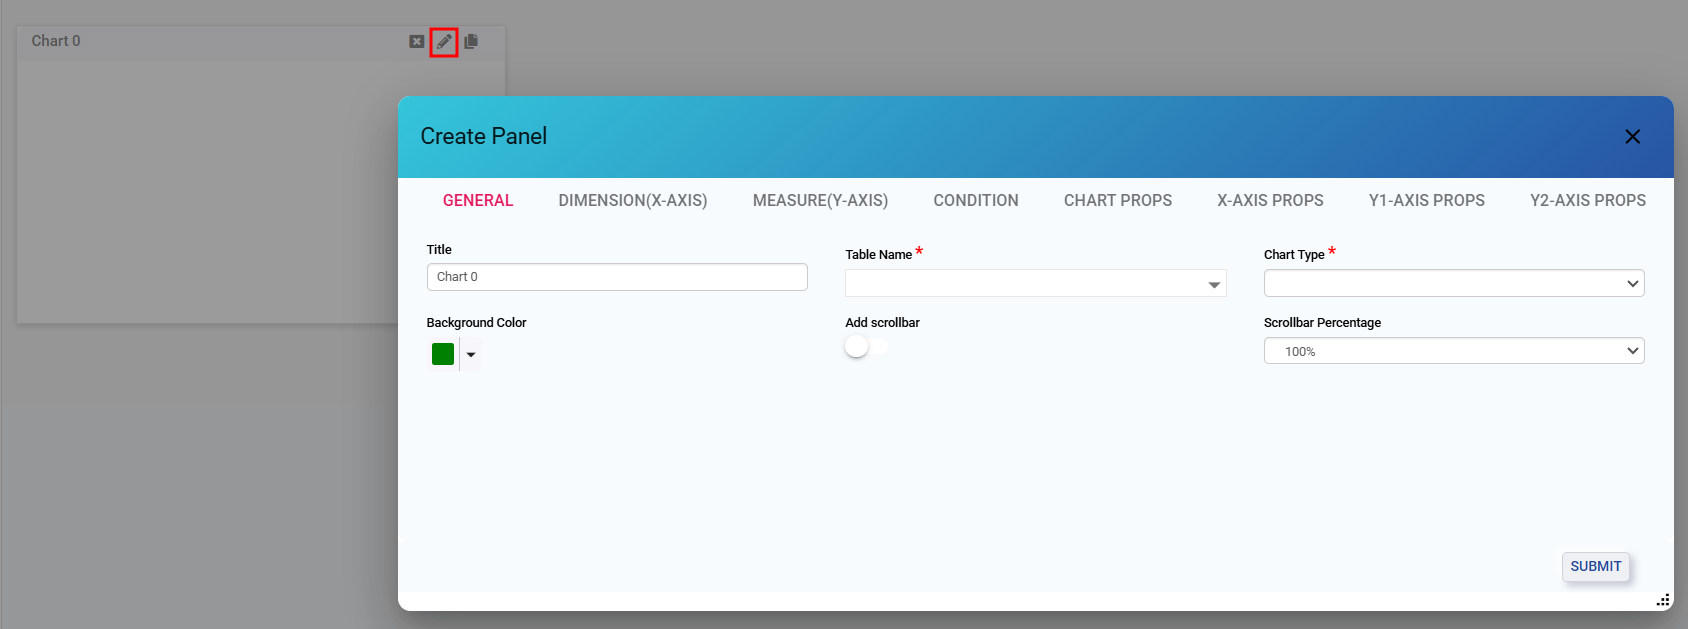 Chart 0
Create Panel
GENERAL DIMENSION(X-AXIS) MEASURE(Y-AXIS) CONDITION CHART PROPS X-AXIS PROPS Y1-AXIS PROPS Y2-AXIS PROPS
Title Table Name * Chart Type *
Chart 0
Background Color Add scrollbar Scrollbar Percentage
100%
SUBMIT